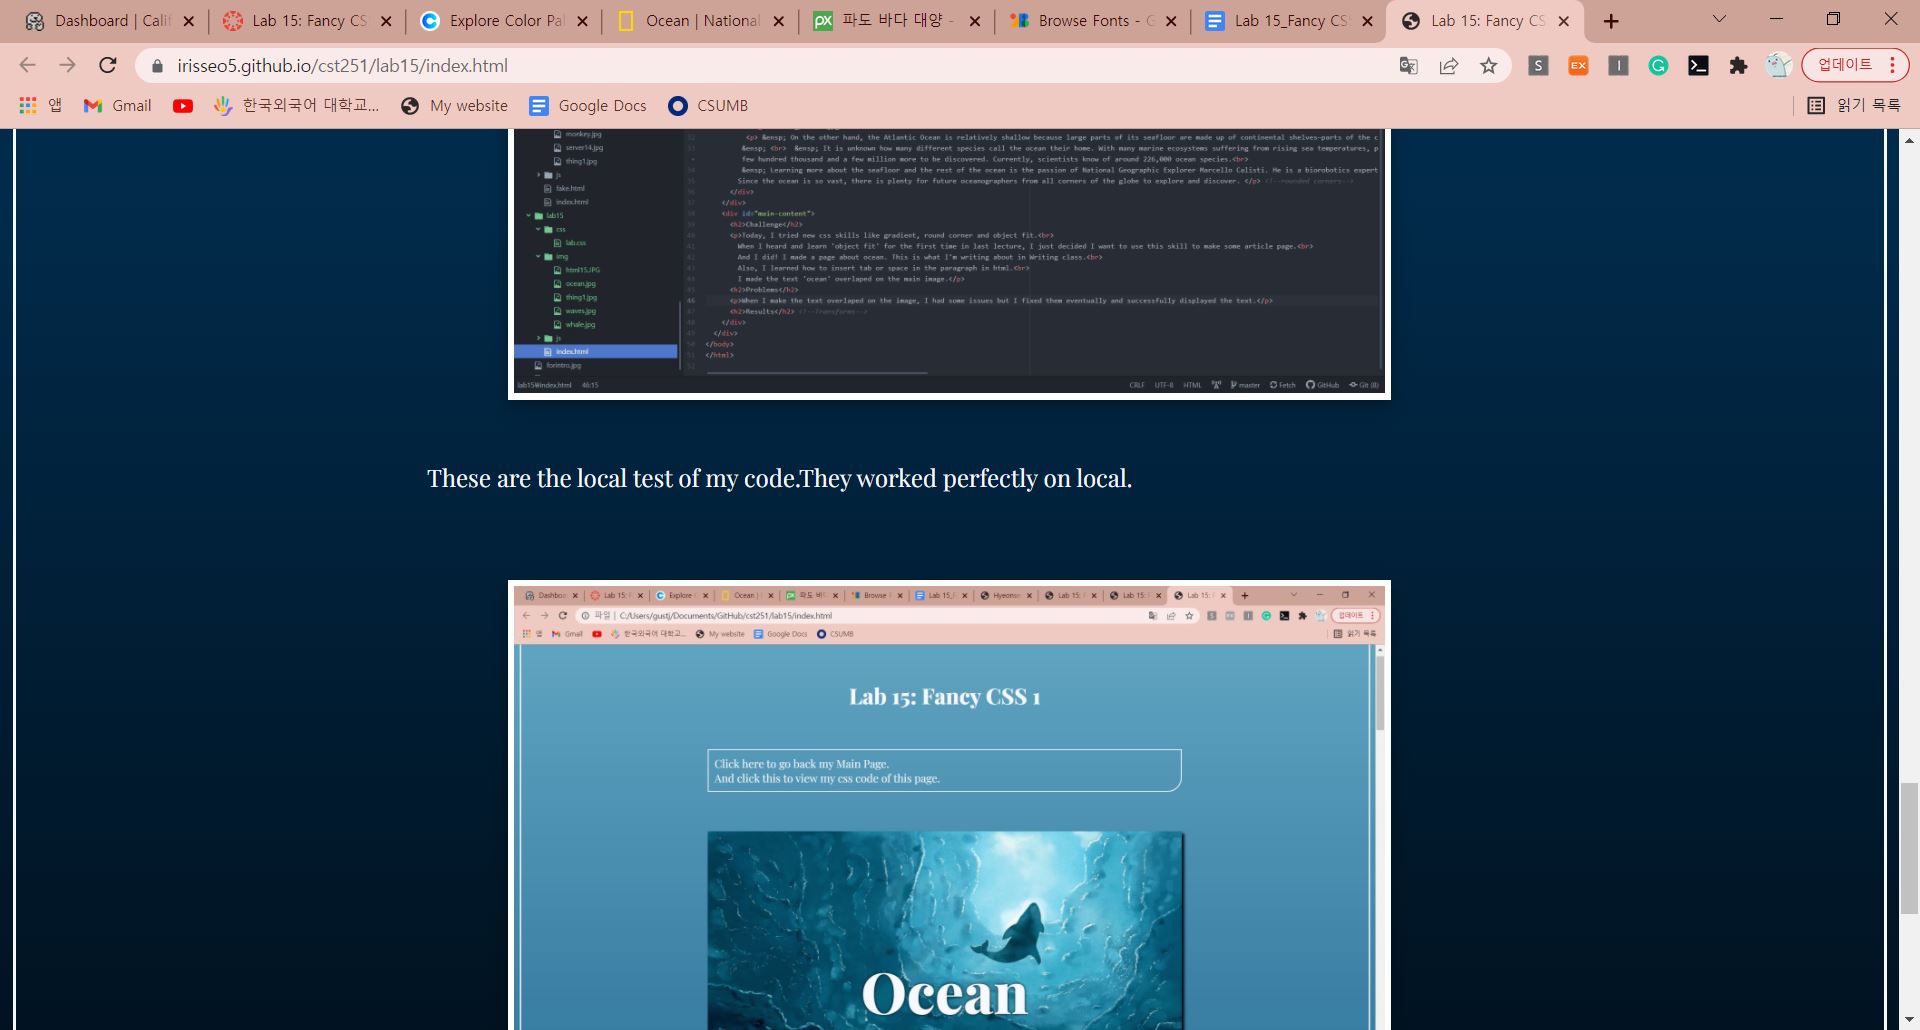 Dashboard | Calif
Lab 15: Fancy CS
Explore Color Pal
Ocean | National
파도 바다 대양 -
Browse Fonts - G
Lab 15_Fancy CS
Lab 15: Fancy CS
irisseo5.github.io/cst251/lab15/index.html
업데이트
앱
Gmail
한국외국어 대학교...
My website
Google Docs
CSUMB
읽기 목록
monkey.jpg
server14.jpg
thing1.jpg
js
fake.html
index.html
lab15
css
lab.css
img
html15.JPG
ocean.jpg
thing1.jpg
waves.jpg
whale.jpg
js
index.html
forintro.jpg
<p> &ensp; On the other hand, the Atlantic Ocean is relatively shallow because large parts of its seafloor are made up of continental shelves-parts of the c
&ensp; <br> &ensp; It is unknown how many different species call the ocean their home. With many marine ecosystems suffering from rising sea temperatures, p
few hundred thousand and a few million more to be discovered. Currently, scientists know of around 226,000 ocean species.<br>
&ensp; Learning more about the seafloor and the rest of the ocean is the passion of National Geographic Explorer Marcello Calisti. He is a biorobotics expert
Since the ocean is so vast, there is plenty for future oceanographers from all corners of the globe to explore and discover. </p> <!--rounded corners-->
</div>
</div>
<div id="main-content">
<h2>Challenge</h2>
<p>Today, I tried new css skills like gradient, round corner and object fit.<br>
When I heard and learn 'object fit' for the first time in last lecture, I just decided I want to use this skill to make some article page.<br>
And I did! I made a page about ocean. This is what I'm writing about in Writing class.<br>
Also, I learned how to insert tab or space in the paragraph in html.<br>
I made the text 'ocean' overlaped on the main image.</p>
<h2>Problems</h2>
46 <p>When I make the text overlaped on the image, I had some issues but I fixed them eventually and successfully displayed the text.</p>
<h2>Results</h2> <!--Transforms-->
</div>
</div>
</body>
</html>
lab15₩index.html 46:15
CRLF UTF-8 HTML master Fetch GitHub Git (8)
These are the local test of my code.They worked perfectly on local.
Dashboa
Lab 15: F
Explore
Ocean |
파도 바다
Browse F
Lab 15_F
Hyeonse
Lab 15: F
Lab 15: F
Lab 15: F
파일 | C:/Users/gustj/Documents/GitHub/cst251/lab15/index.html
업데이트
앱
Gmail
한국외국어 대학교...
My website
Google Docs
CSUMB
읽기 목록
Lab 15: Fancy CSS 1
Click here to go back my Main Page.
And click this to view my css code of this page.
Ocean